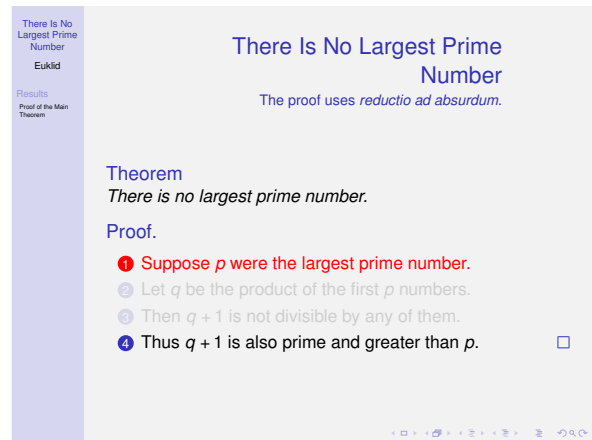 There Is No
Largest Prime
Number
Euklid
Results
Proof of the Main
Theorem
There Is No Largest Prime
Number
The proof uses reductio ad absurdum.
Theorem
There is no largest prime number.
Proof.
1 Suppose p were the largest prime number.
2 Let q be the product of the first p numbers.
3 Then q + 1 is not divisible by any of them.
4 Thus q + 1 is also prime and greater than p.